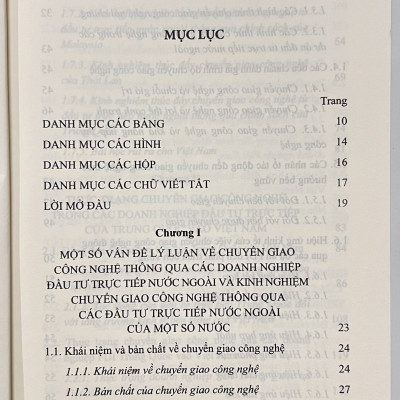 MỤC LỤC
Trang
DANH MỤC CÁC BẢNG 10
DANH MỤC CÁC HÌNH 14
DANH MỤC CÁC HỘP 16
DANH MỤC CÁC CHỮ VIẾT TẮT 17
LỜI MỞ ĐẦU 19
Chương I
MỘT SỐ VẤN ĐỀ LÝ LUẬN VỀ CHUYỂN GIAO
CÔNG NGHỆ THÔNG QUA CÁC DOANH NGHIỆP
ĐẦU TƯ TRỰC TIẾP NƯỚC NGOÀI VÀ KINH NGHIỆM
CHUYỂN GIAO CÔNG NGHỆ THÔNG QUA
CÁC ĐẦU TƯ TRỰC TIẾP NƯỚC NGOÀI
CỦA MỘT SỐ NƯỚC 23
1.1. Khái niệm và bản chất về chuyển giao công nghệ 24
1.1.1. Khái niệm về chuyển giao công nghệ 24
1.1.2. Bản chất của chuyển giao công nghệ 27